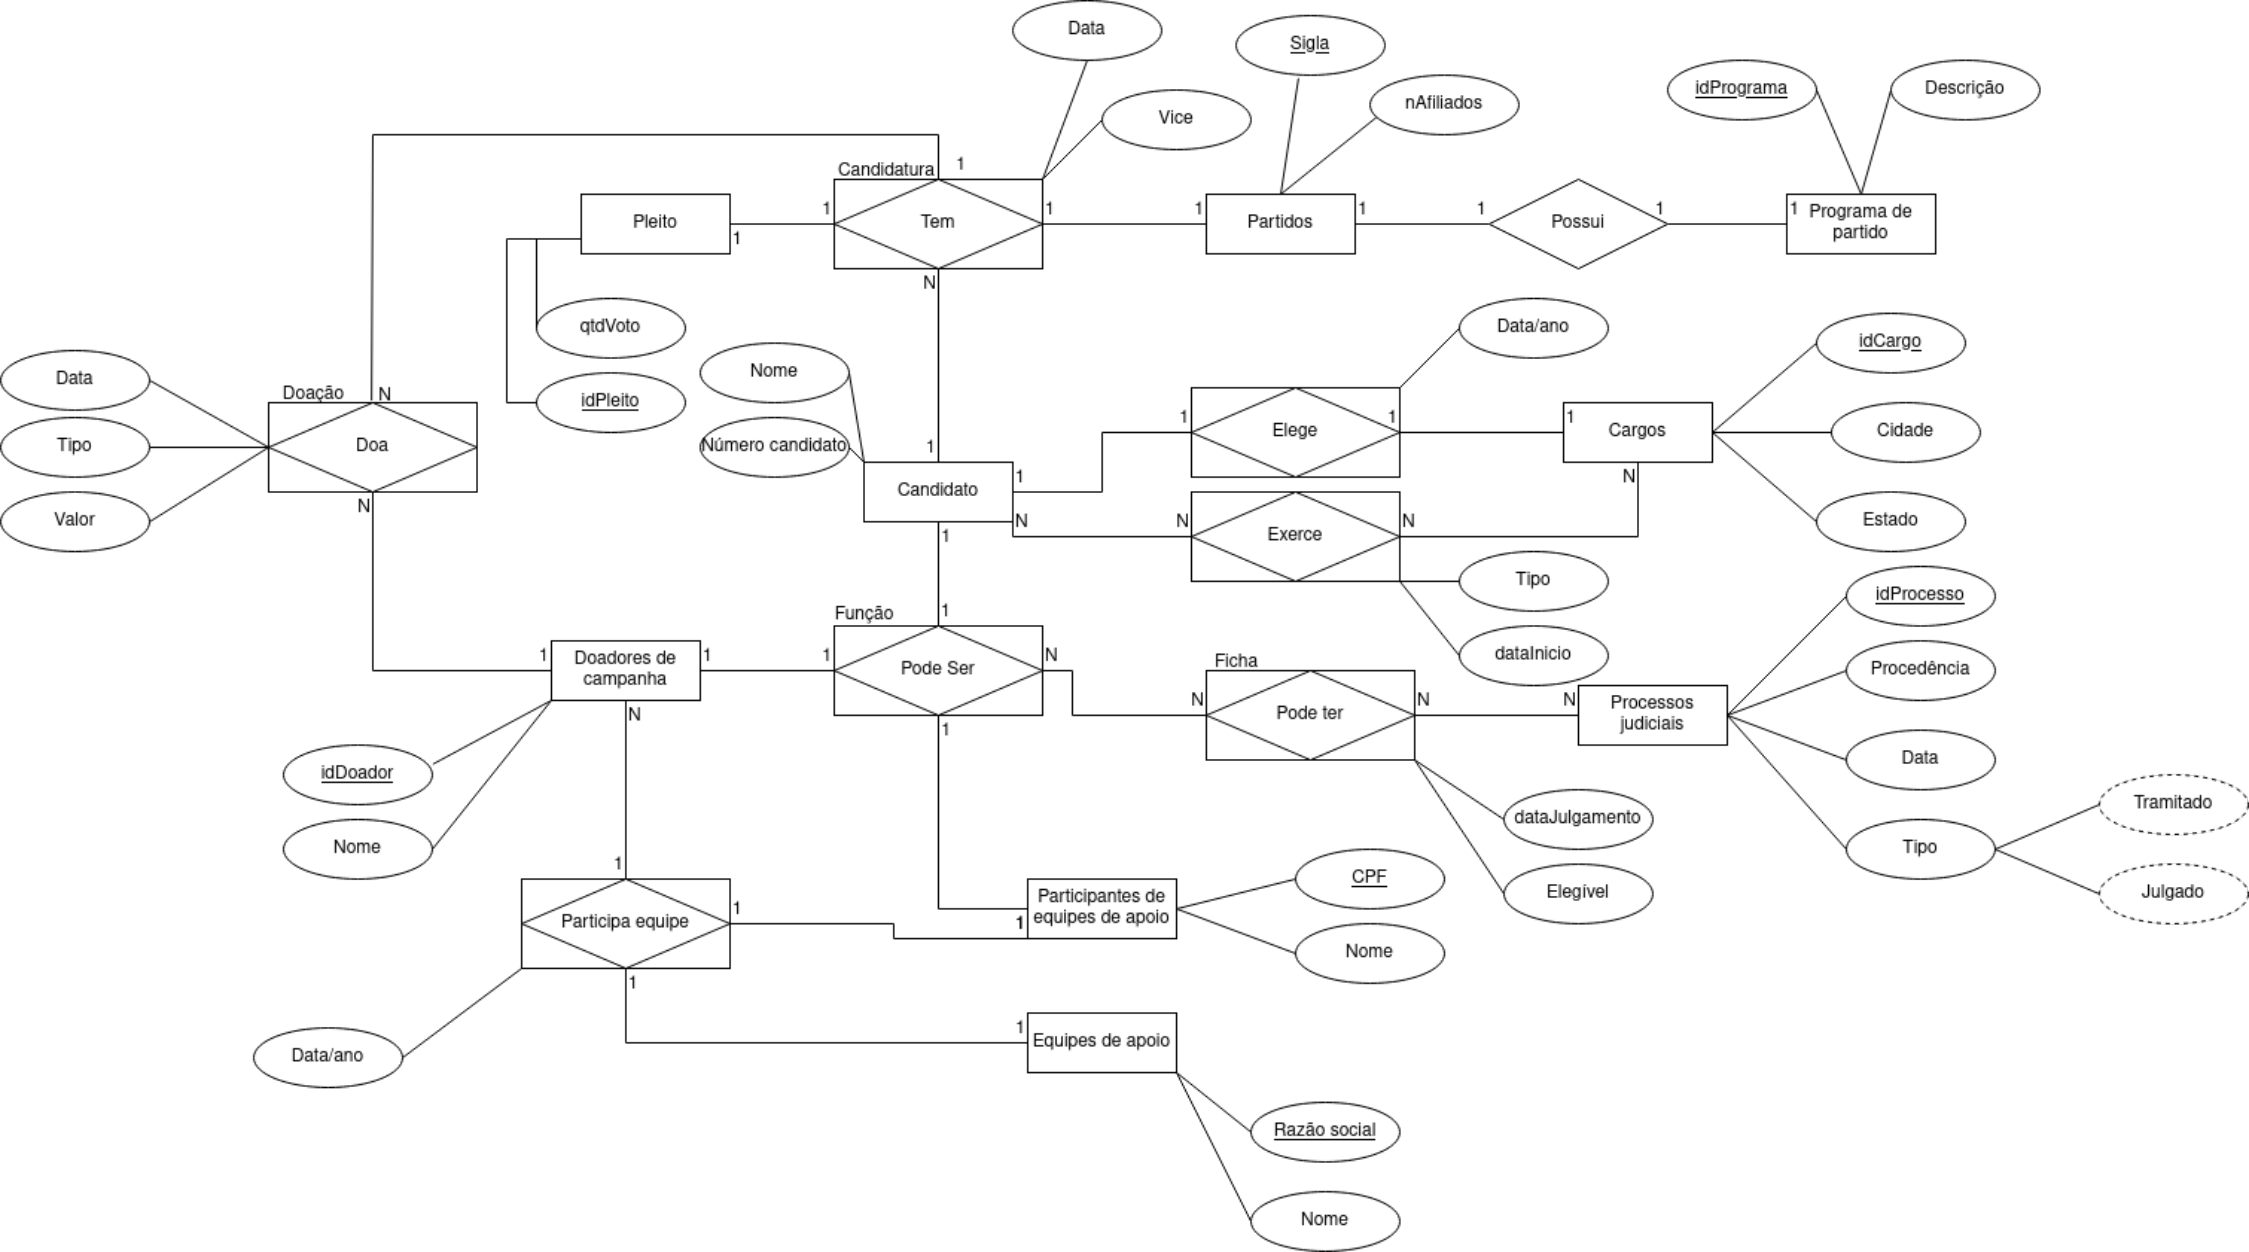 Data
Sigla
nAfiliados
idPrograma
Descrição
Vice
Candidatura
1
Pleito
1
1
Tem
1
1
Partidos
1
1
Possui
1
1
Programa de
partido
N
qtdVoto
idPleito
Data/ano
idCargo
Nome
Número candidato
Data
Tipo
Valor
Doação
N
Doa
N
1
Candidato
1
N
1
1
Elege
1
1
Cargos
N
Cidade
Estado
N
Exerce
N
Tipo
dataInicio
1
Função
1
1
Doadores de
campanha
1
1
Pode Ser
N
1
N
Ficha
N
Pode ter
N
N
Processos
judiciais
idProcesso
Procedência
Data
Tipo
Tramitado
Julgado
idDoador
Nome
dataJulgamento
Elegível
1
Participa equipe
1
1
Participantes de
equipes de apoio
1
CPF
Nome
Data/ano
1
Equipes de apoio
Razão social
Nome